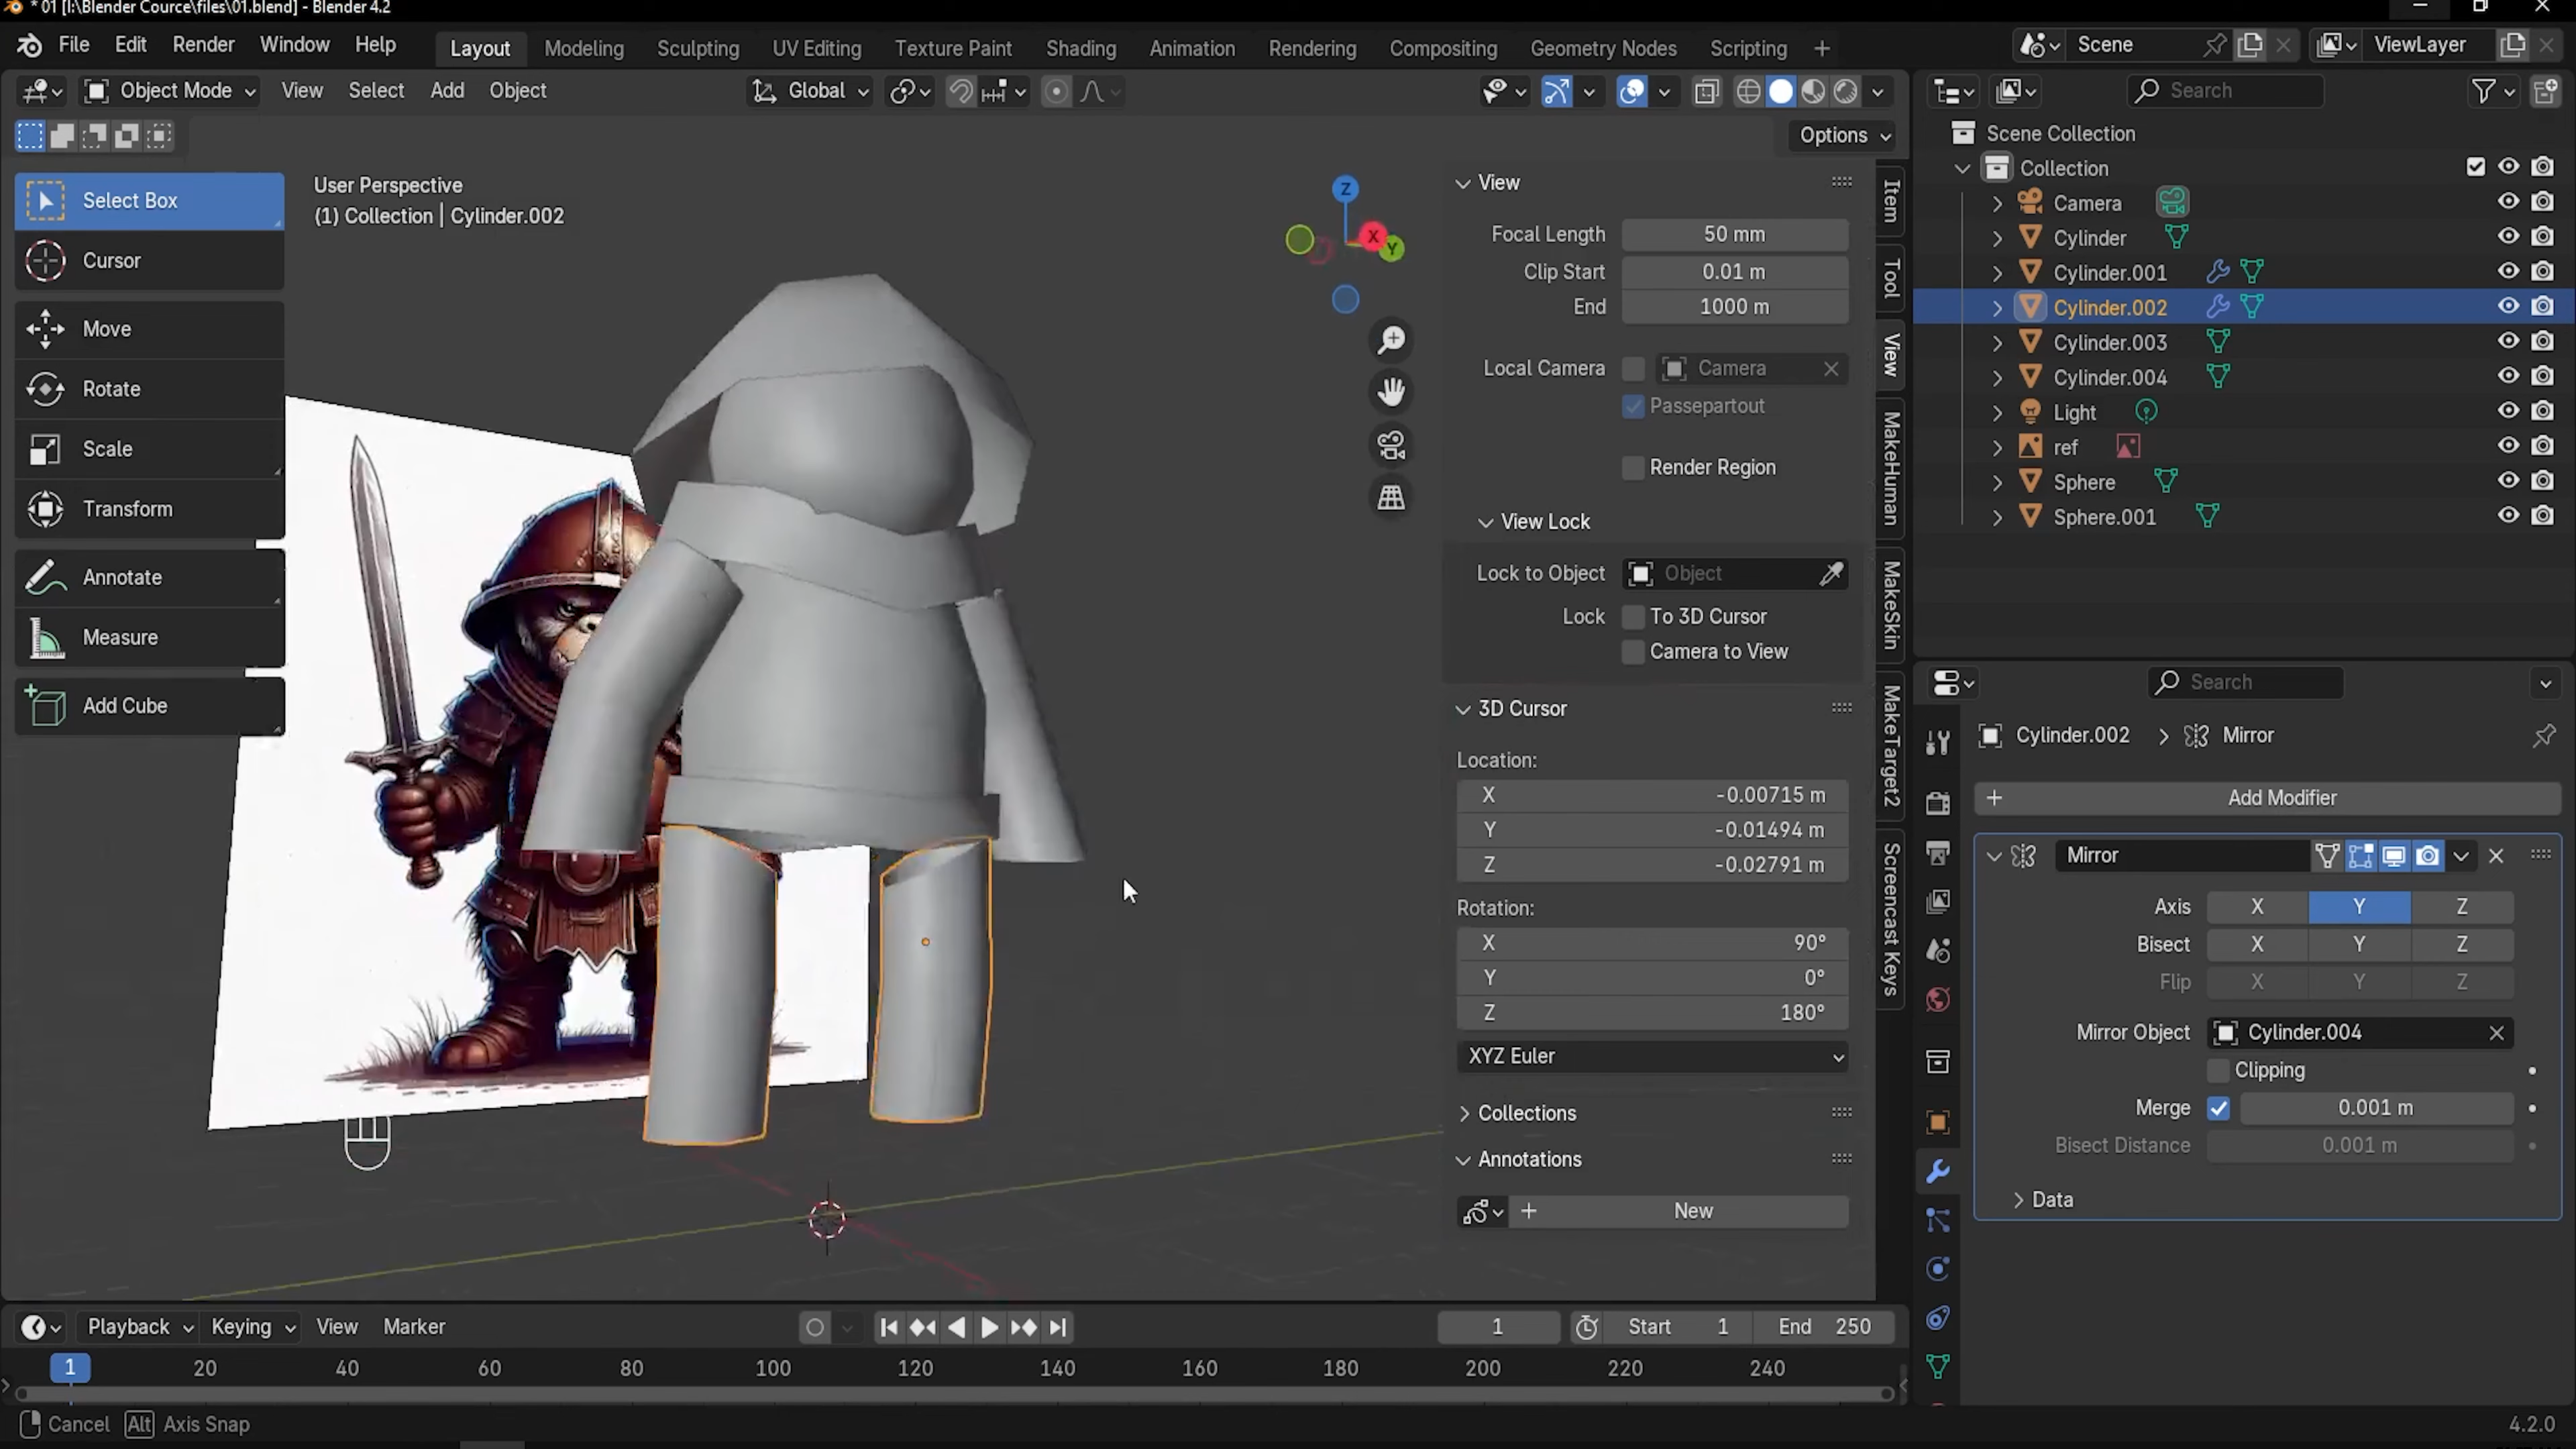 * 01 [I:\Blender Cource\files\01.blend] - Blender 4.2
File Edit Render Window Help
Layout Modeling Sculpting UV Editing Texture Paint Shading Animation Rendering Compositing Geometry Nodes Scripting +
Scene
ViewLayer
Object Mode View Select Add Object
Global
Options
Search
Select Box
Cursor
Move
Rotate
Scale
Transform
Annotate
Measure
Add Cube
User Perspective
(1) Collection | Cylinder.002
Z
X
Y
View
Focal Length 50 mm
Clip Start 0.01 m
End 1000 m
Local Camera Camera
Passepartout
Render Region
View Lock
Lock to Object Object
Lock To 3D Cursor
Camera to View
3D Cursor
Location:
X -0.00715 m
Y -0.01494 m
Z -0.02791 m
Rotation:
X 90°
Y 0°
Z 180°
XYZ Euler
Collections
Annotations
+ New
Item
Tool
View
MakeHuman
MakeSkin
MakeTarget2
Screencast Keys
Scene Collection
Collection
Camera
Cylinder
Cylinder.001
Cylinder.002
Cylinder.003
Cylinder.004
Light
ref
Sphere
Sphere.001
Search
Cylinder.002 > Mirror
+ Add Modifier
Mirror
Axis X Y Z
Bisect X Y Z
Flip X Y Z
Mirror Object Cylinder.004
Clipping
Merge 0.001 m
Bisect Distance 0.001 m
Data
Playback Keying View Marker
1
Start 1
End 250
1 20 40 60 80 100 120 140 160 180 200 220 240
Cancel Alt Axis Snap
4.2.0